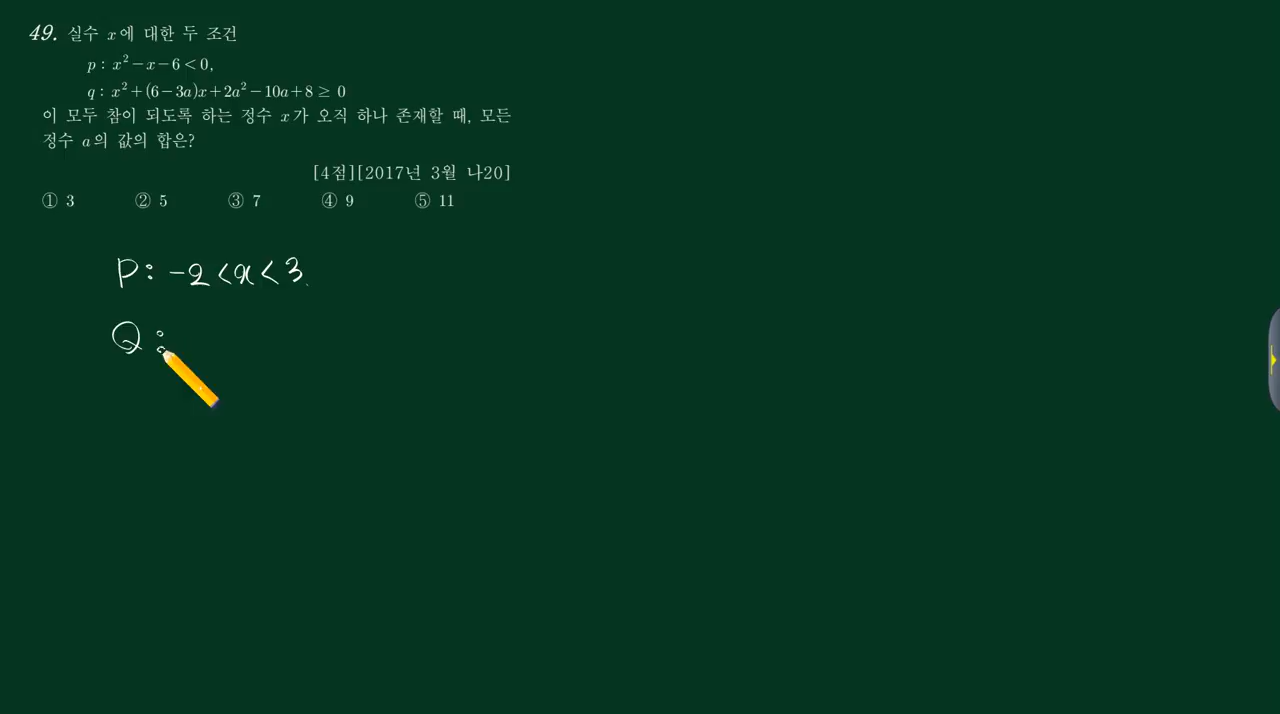 49. 실수 x에 대한 두 조건
p : x²−x−6<0,
q : x²+(6−3a)x+2a²−10a+8≥0
이 모두 참이 되도록 하는 정수 x가 오직 하나 존재할 때, 모든
정수 a의 값의 합은?
[4점][2017년 3월 나20]
① 3 ② 5 ③ 7 ④ 9 ⑤ 11
P: −2<x<3
Q :